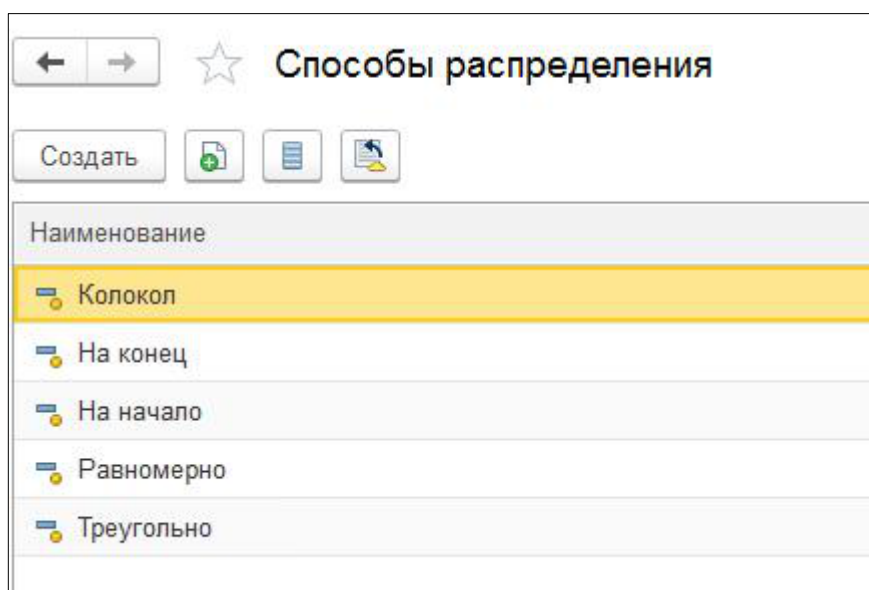 Способы распределения
Создать
Наименование
Колокол
На конец
На начало
Равномерно
Треугольно